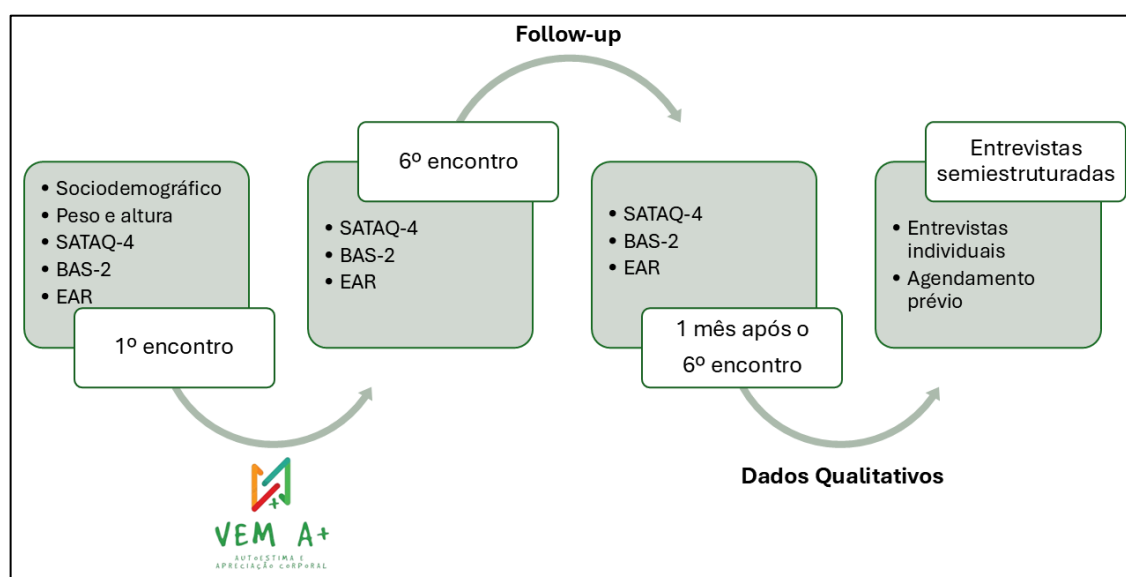 Follow-up
• Sociodemográfico
• Peso e altura
• SATAQ-4
• BAS-2
• EAR
1º encontro
6º encontro
• SATAQ-4
• BAS-2
• EAR
• SATAQ-4
• BAS-2
• EAR
1 mês após o
6º encontro
Entrevistas
semiestruturadas
• Entrevistas
individuais
• Agendamento
prévio
VEM A+
AUTOESTIMA E
APRECIAÇÃO CORPORAL
Dados Qualitativos